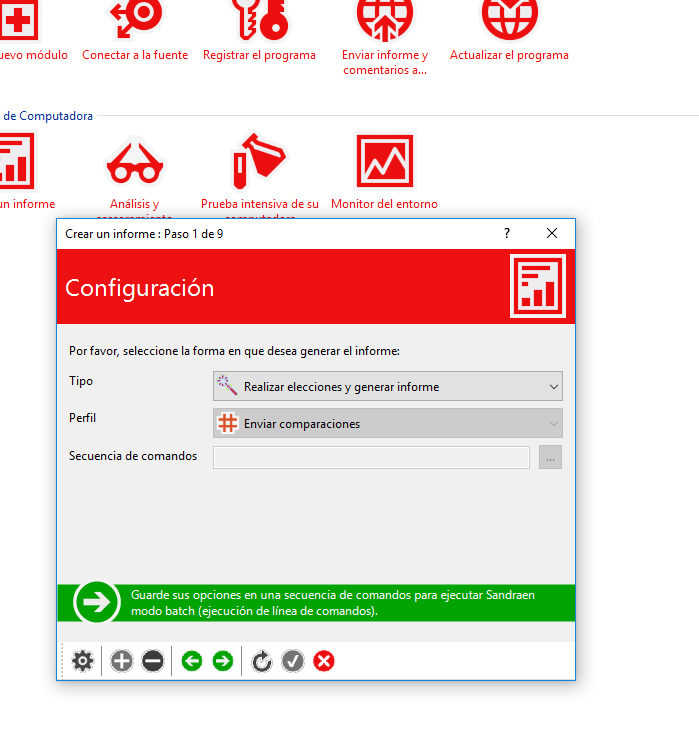 uevo módulo
Conectar a la fuente
Registrar el programa
Enviar informe y
comentarios a...
Actualizar el programa
de Computadora
un informe
Análisis y
Prueba intensiva de su
computadora
Monitor del entorno
Crear un informe : Paso 1 de 9
?
Configuración
Por favor, seleccione la forma en que desea generar el informe:
Tipo
Realizar elecciones y generar informe
Perfil
Enviar comparaciones
Secuencia de comandos
...
Guarde sus opciones en una secuencia de comandos para ejecutar Sandraen
modo batch (ejecución de línea de comandos).